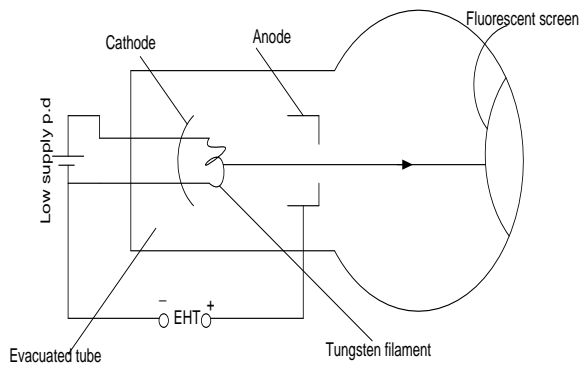 Fluorescent screen
Cathode
Anode
Low supply p.d
− EHT +
Evacuated tube
Tungsten filament